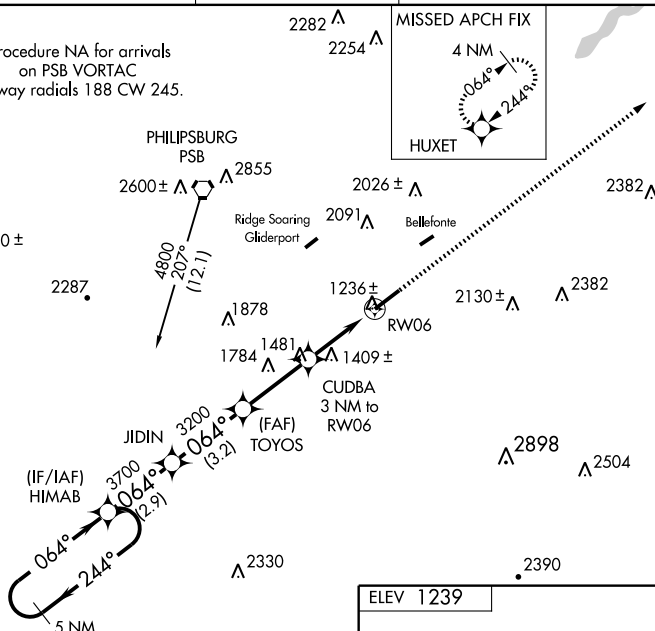 rocedure NA for arrivals
on PSB VORTAC
way radials 188 CW 245.
2282
2254
MISSED APCH FIX
4 NM
064°
244°
HUXET
PHILIPSBURG
PSB
2600±
2855
2026±
2382
2091
Ridge Soaring
Gliderport
Bellefonte
0±
4800
207°
(12.1)
2287
1236±
2130±
2382
1878
RW06
1481
1784
1409±
CUDBA
3 NM to
RW06
3200
064°
(3.2)
(FAF)
TOYOS
JIDIN
3700
064°
(2.9)
(IF/IAF)
HIMAB
2898
2504
064°
244°
2330
2390
5 NM
ELEV 1239